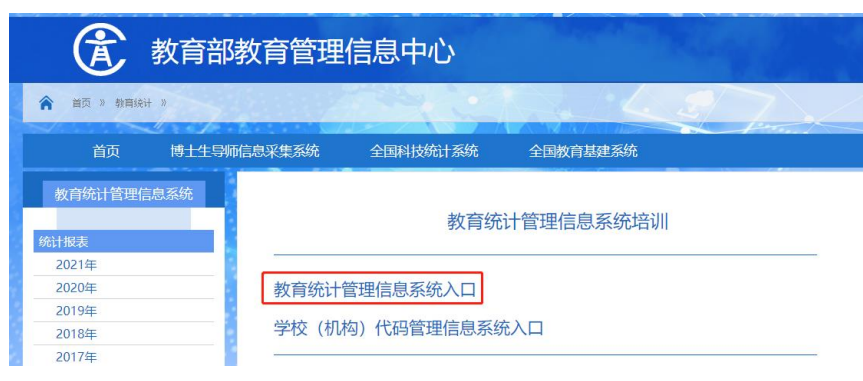 教育部教育管理信息中心
首页 》 教育统计 》
首页 博士生导师信息采集系统 全国科技统计系统 全国教育基建系统
教育统计管理信息系统
统计报表
2021年
2020年
2019年
2018年
2017年
教育统计管理信息系统培训
教育统计管理信息系统入口
学校（机构）代码管理信息系统入口